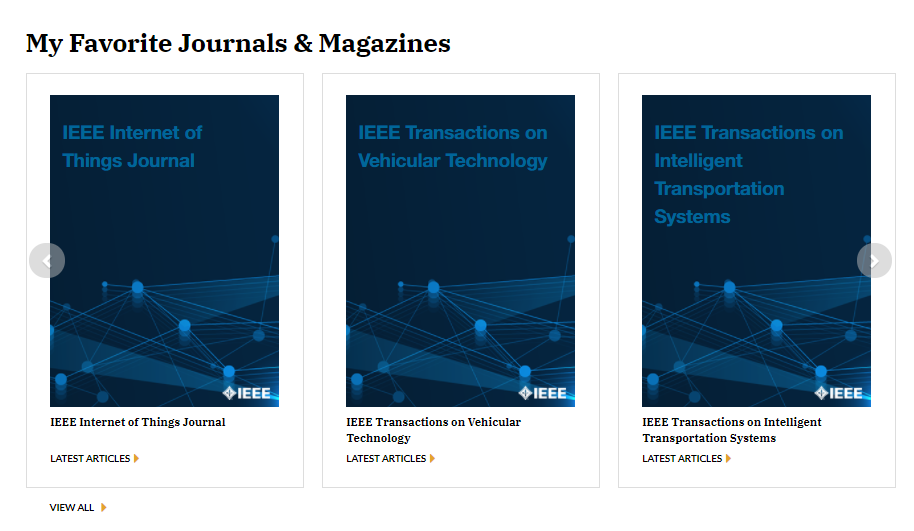 My Favorite Journals & Magazines
IEEE Internet of
Things Journal
IEEE
IEEE Internet of Things Journal
LATEST ARTICLES
IEEE Transactions on
Vehicular Technology
IEEE
IEEE Transactions on Vehicular
Technology
LATEST ARTICLES
IEEE Transactions on
Intelligent
Transportation
Systems
IEEE
IEEE Transactions on Intelligent
Transportation Systems
LATEST ARTICLES
VIEW ALL